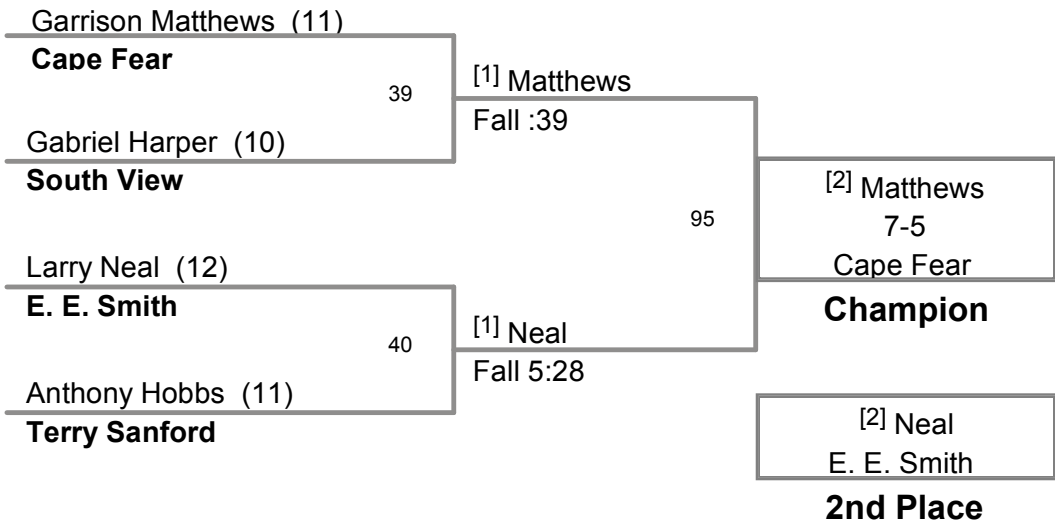 Garrison Matthews (11)
Cape Fear
39
Gabriel Harper (10)
South View
[1] Matthews
Fall :39
Larry Neal (12)
E. E. Smith
40
Anthony Hobbs (11)
Terry Sanford
[1] Neal
Fall 5:28
95
[2] Matthews
7-5
Cape Fear
Champion
[2] Neal
E. E. Smith
2nd Place